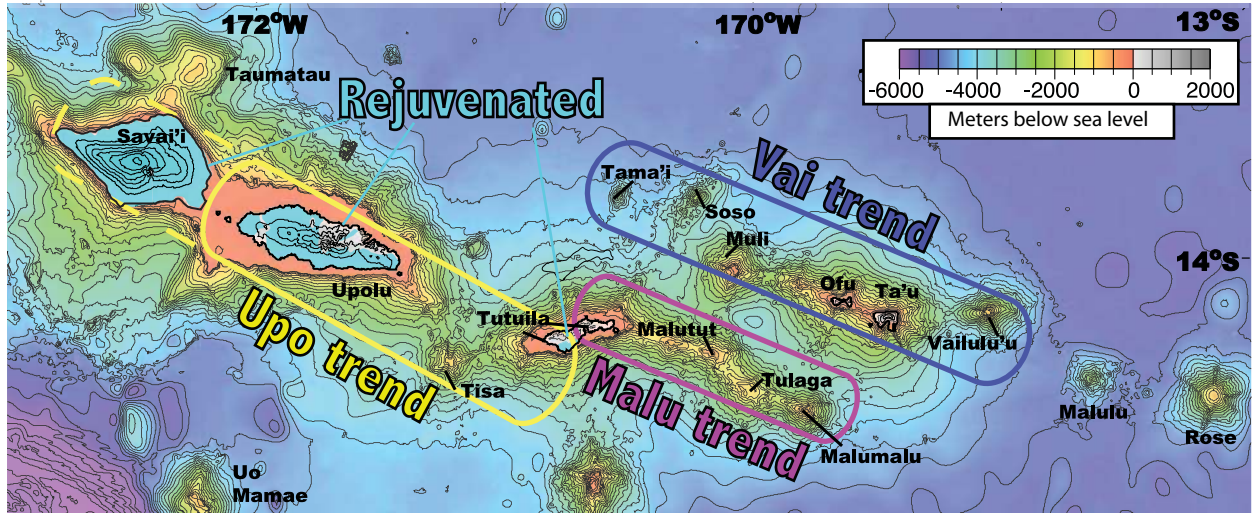 172°W
170°W
13°S
Taumatau
Rejuvenated
-6000
-4000
-2000
0
2000
Meters below sea level
Savai'i
Tama'i
Vai trend
Soso
Muli
14°S
Ofu
Ta'u
Upolu
Upo trend
Tutuila
Malutut
Vailulu'u
Malu trend
Tulaga
Tisa
Malulu
Rose
Malumalu
Uo
Mamae